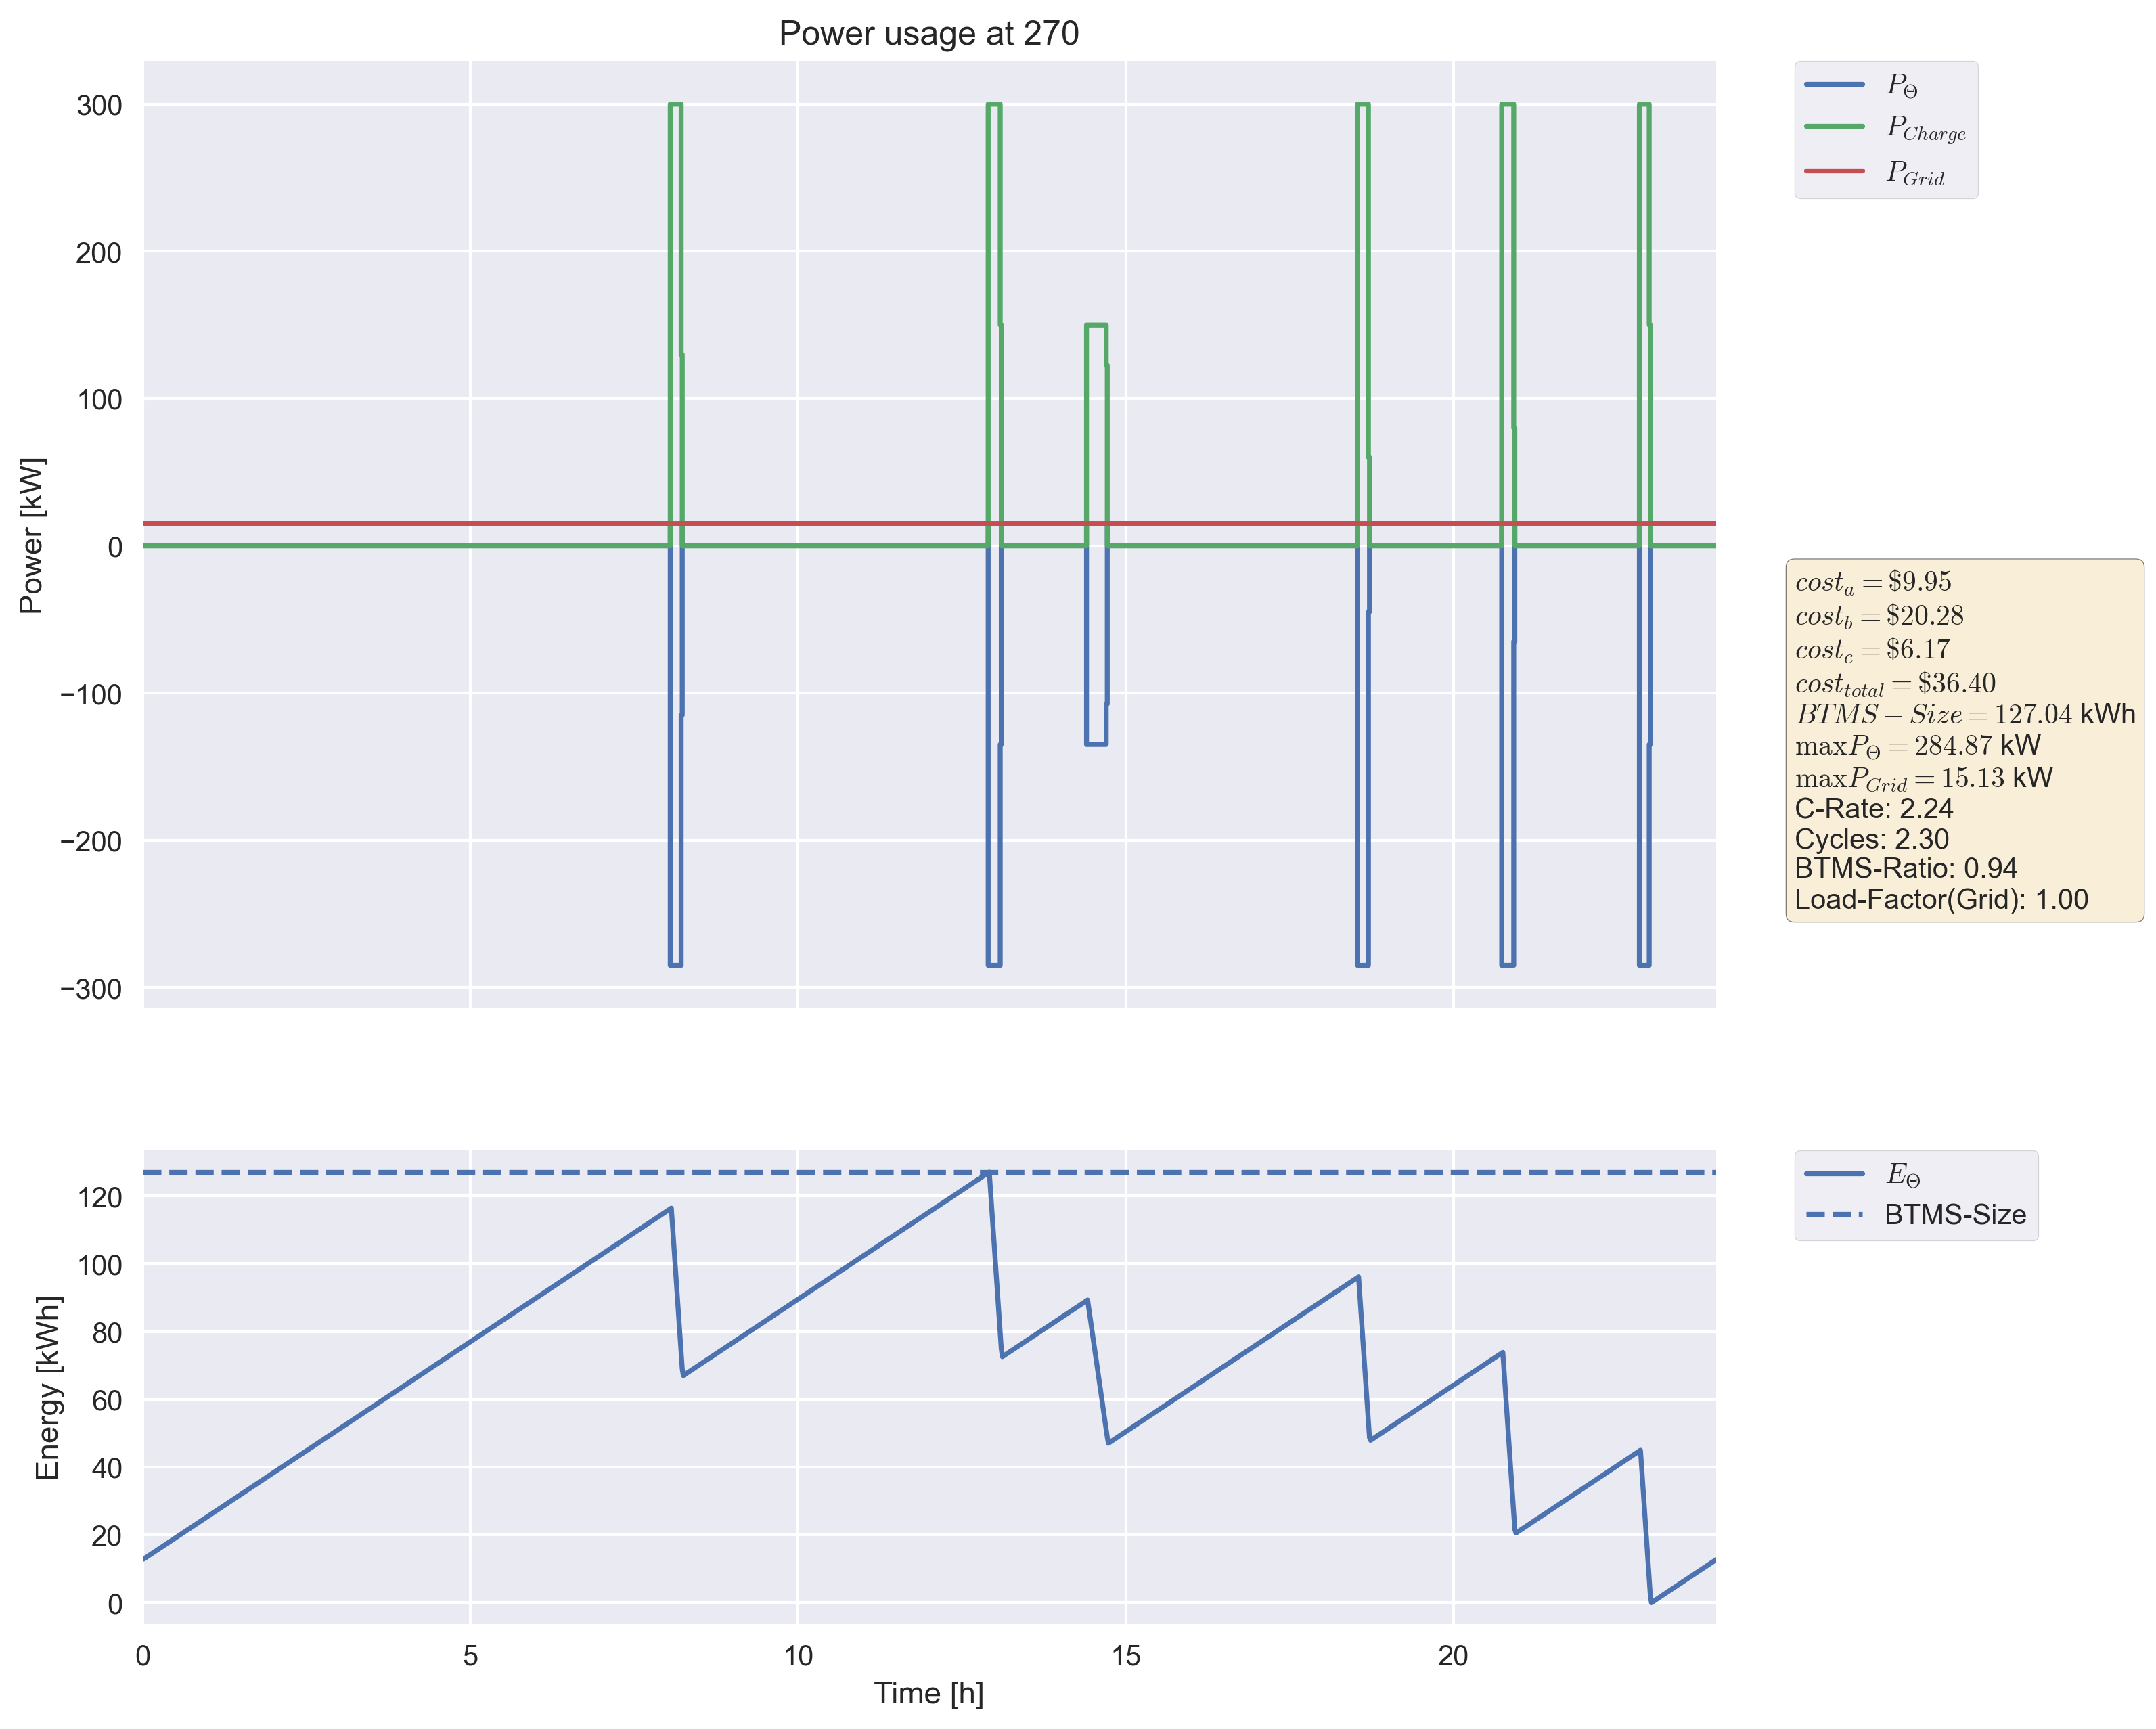 Power usage at 270
300
200
100
0
−100
−200
−300
Power [kW]
P_Θ
P_Charge
P_Grid
cost_a = $9.95
cost_b = $20.28
cost_c = $6.17
cost_total = $36.40
BTMS − Size = 127.04 kWh
max P_Θ = 284.87 kW
max P_Grid = 15.13 kW
C-Rate: 2.24
Cycles: 2.30
BTMS-Ratio: 0.94
Load-Factor(Grid): 1.00
120
100
80
60
40
20
0
Energy [kWh]
E_Θ
BTMS-Size
0 5 10 15 20
Time [h]